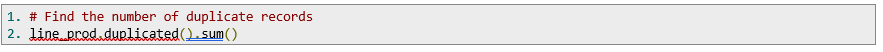 1. # Find the number of duplicate records
2. line_prod.duplicated().sum()